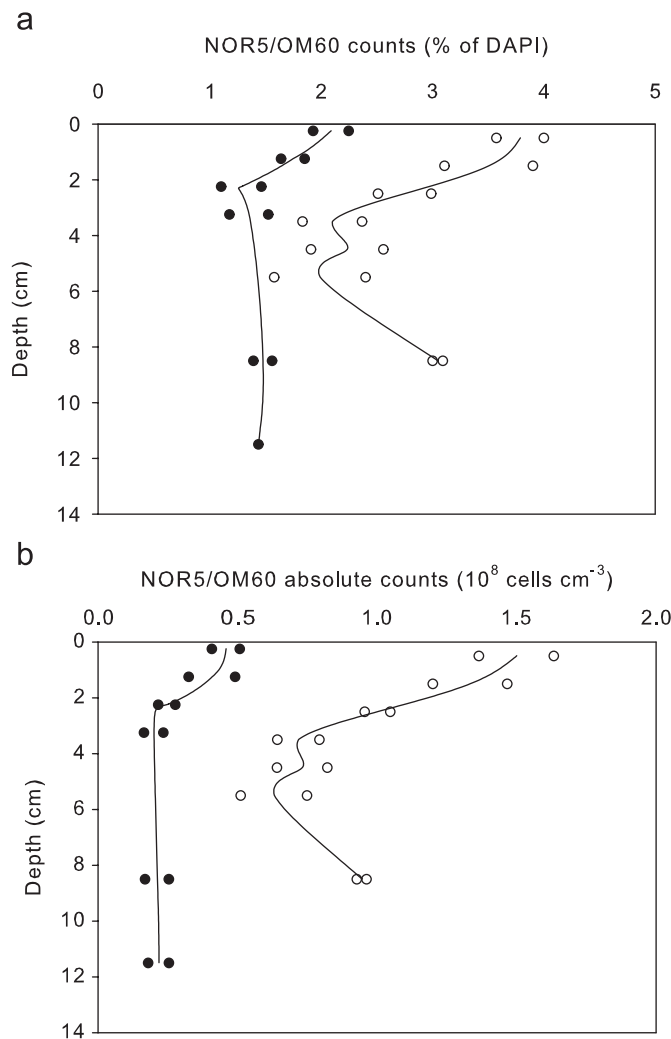 a
NOR5/OM60 counts (% of DAPI)
0 1 2 3 4 5
0
2
4
6
8
10
12
14
Depth (cm)
b
NOR5/OM60 absolute counts (10⁸ cells cm⁻³)
0.0 0.5 1.0 1.5 2.0
0
2
4
6
8
10
12
14
Depth (cm)